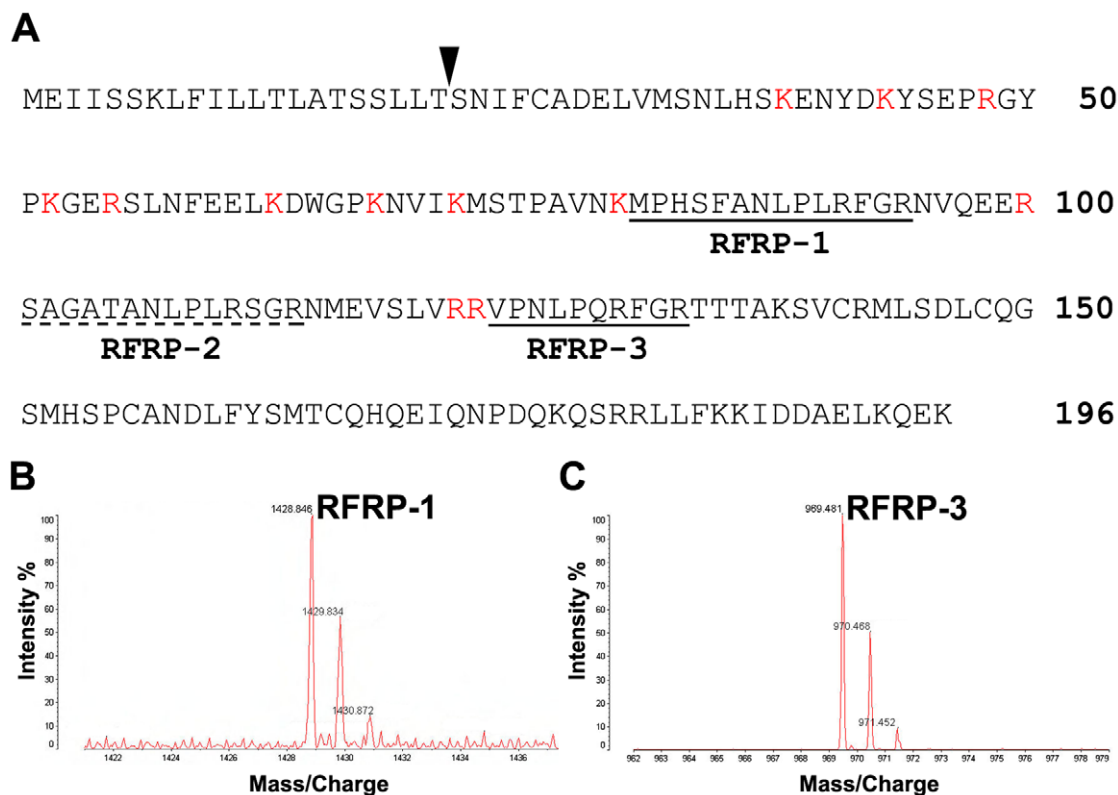 A
MEIISSKLFILLTLATSSLLTSNIFCADELVMSNLHSKENYDKYSEPRGY 50
PKGERSLNFEELKDWGPKNVIKMSTPAVNKMPHSFANLPLRFGRNVQEER 100
RFRP-1
SAGATANLPLRSGRNMEVSLVRRVPNLPQRFGRTTTAKSVCRMLSDLCQG 150
RFRP-2 RFRP-3
SMHSPCANDLFYSMTCQHQEIQNPDQKQSRRLLFKKIDDAELKQEK 196
B
RFRP-1
1428.846
1429.834
1430.872
Intensity %
100
90
80
70
60
50
40
30
20
10
0
1422 1424 1426 1428 1430 1432 1434 1436
Mass/Charge
C
RFRP-3
969.481
970.468
971.452
Intensity %
100
90
80
70
60
50
40
30
20
10
0
962 963 964 965 966 967 968 969 970 971 972 973 974 975 976 977 978 979
Mass/Charge